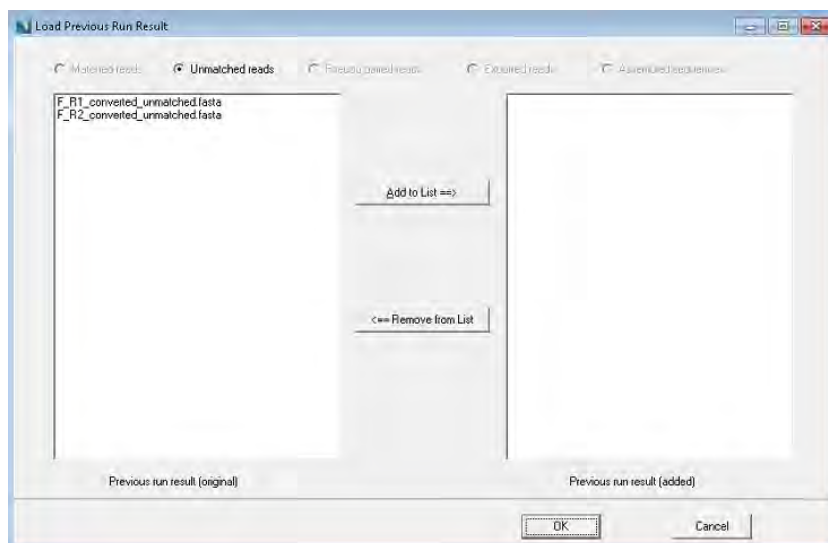 Load Previous Run Result
Matched reads Unmatched reads Pseudo paired reads Expired reads Assembled sequences
F_R1_converted_unmatched.fasta
F_R2_converted_unmatched.fasta
Add to List ==>
<== Remove from List
Previous run result (original) Previous run result (added)
OK Cancel